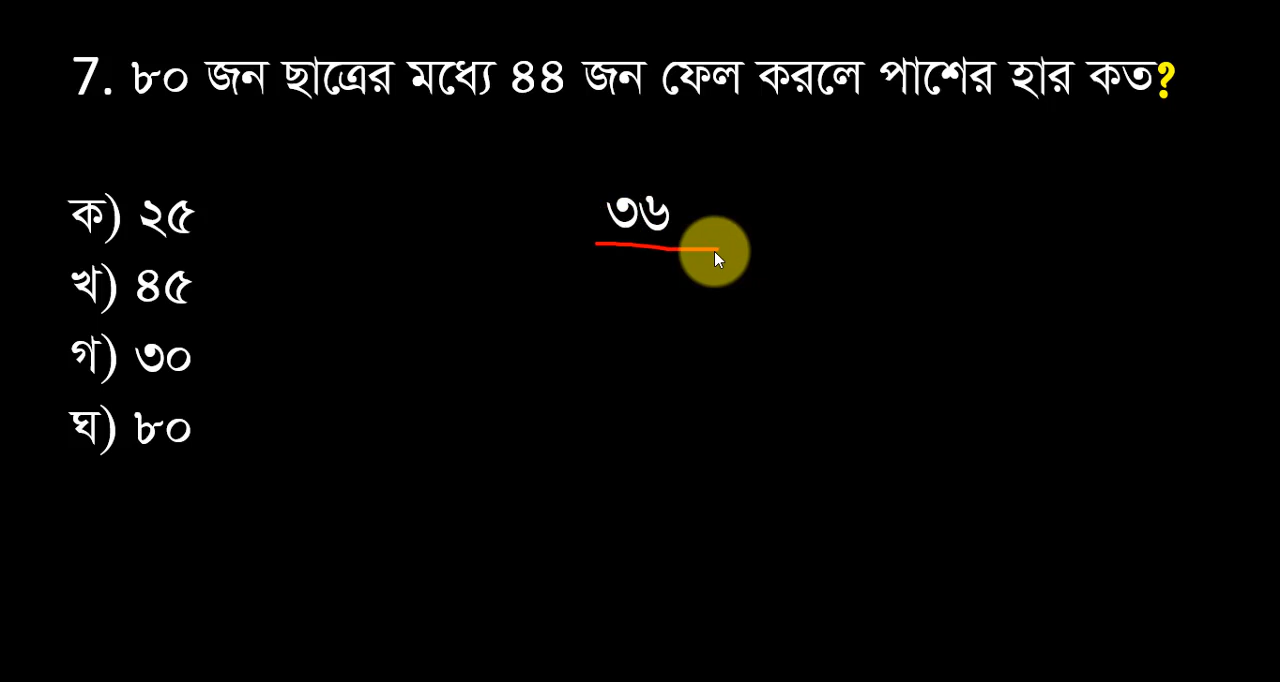 7. ৮০ জন ছাত্রের মধ্যে ৪৪ জন ফেল করলে পাশের হার কত?
ক) ২৫
৩৬
খ) ৪৫
গ) ৩০
ঘ) ৮০